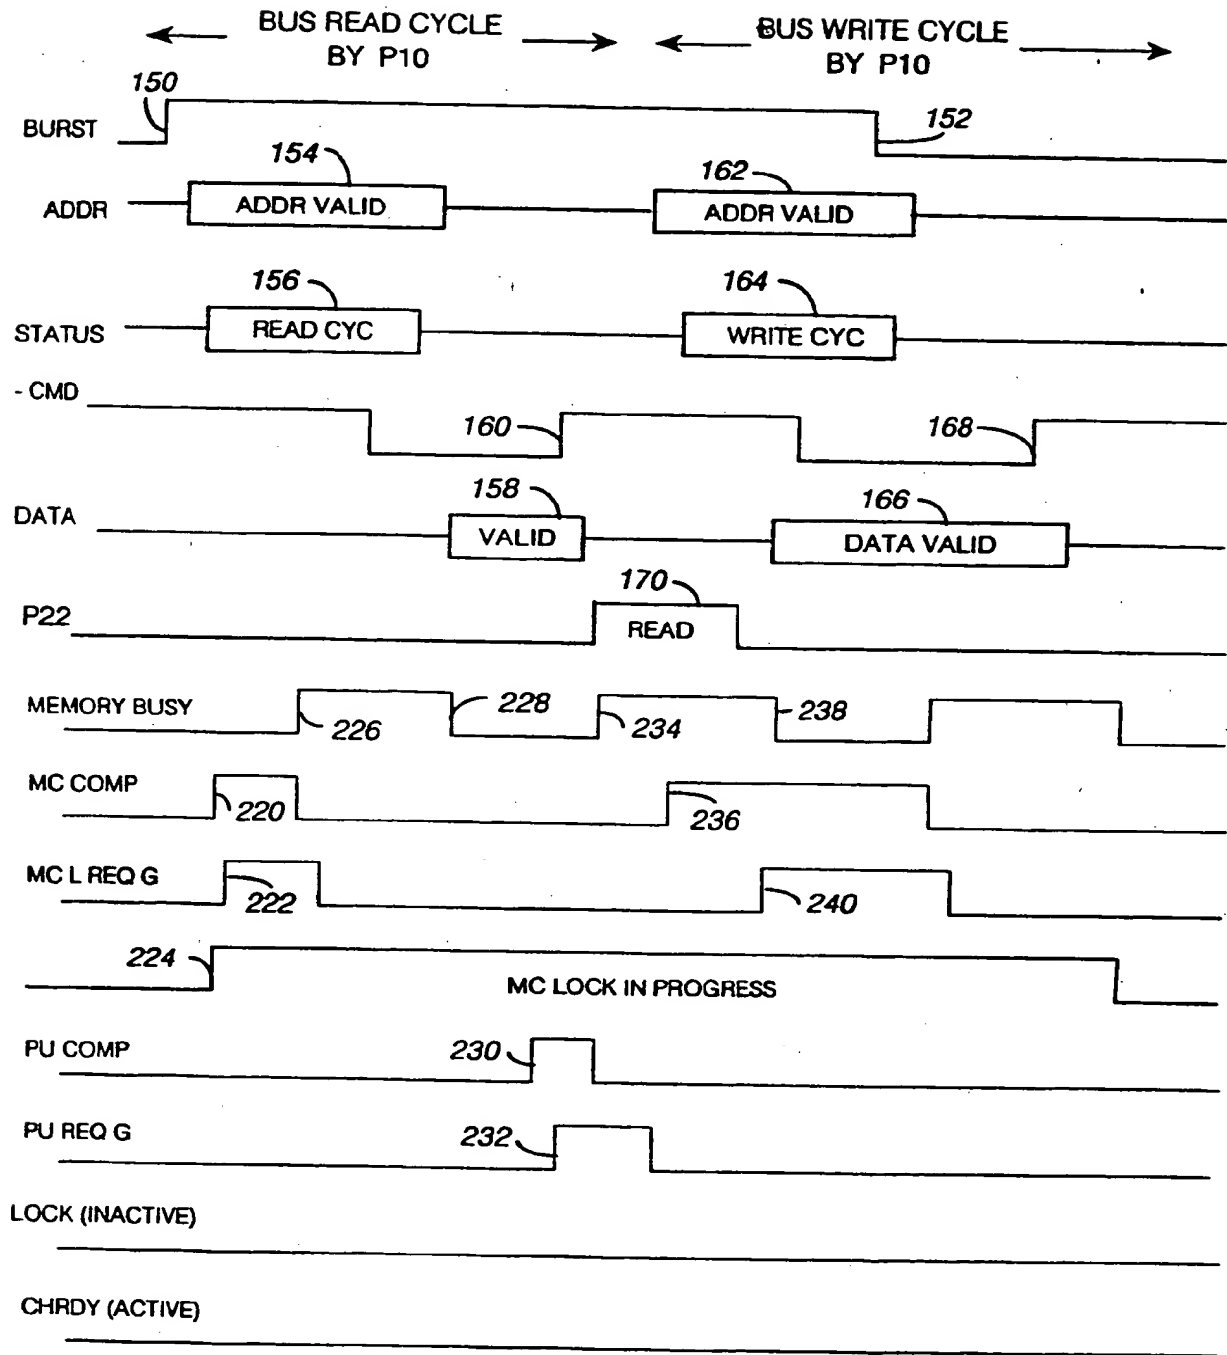 BUS READ CYCLE BY P10
BUS WRITE CYCLE BY P10
150
BURST
152
154
162
ADDR
ADDR VALID
ADDR VALID
156
164
STATUS
READ CYC
WRITE CYC
- CMD
160
168
158
166
DATA
VALID
DATA VALID
170
P22
READ
MEMORY BUSY
226
228
234
238
MC COMP
220
236
MC L REQ G
222
240
224
MC LOCK IN PROGRESS
PU COMP
230
PU REQ G
232
LOCK (INACTIVE)
CHRDY (ACTIVE)